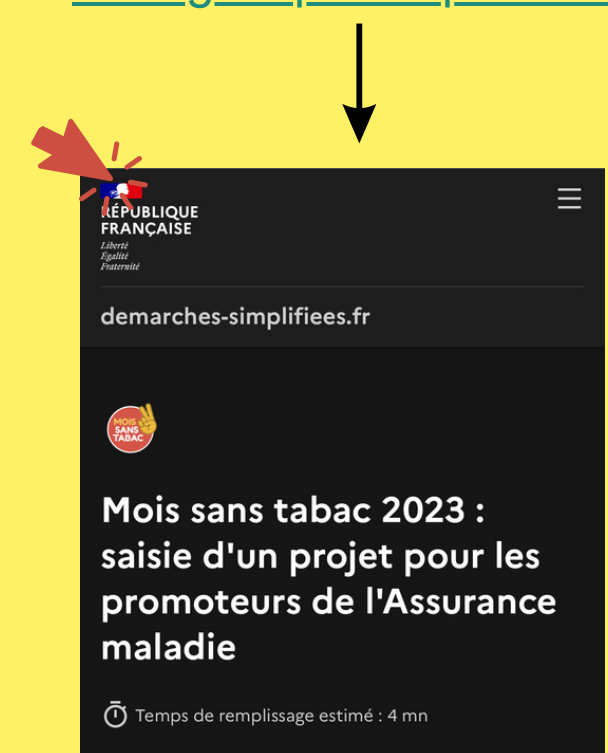 RÉPUBLIQUE
FRANÇAISE
Liberté
Égalité
Fraternité
demarches-simplifiees.fr
MOIS
SANS
TABAC
Mois sans tabac 2023 :
saisie d'un projet pour les
promoteurs de l'Assurance
maladie
Temps de remplissage estimé : 4 mn